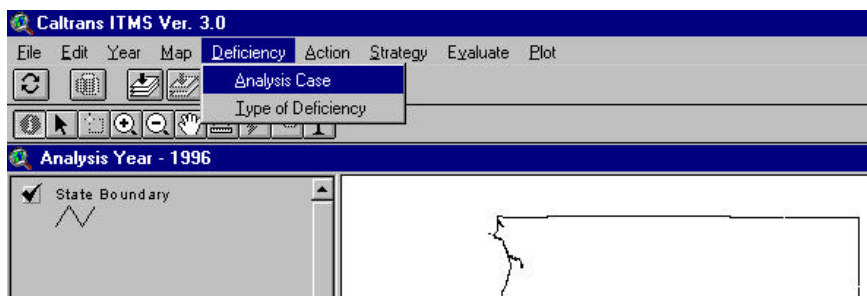 Caltrans ITMS Ver. 3.0
File Edit Year Map Deficiency Action Strategy Evaluate Plot
Analysis Case
Type of Deficiency
Analysis Year - 1996
State Boundary